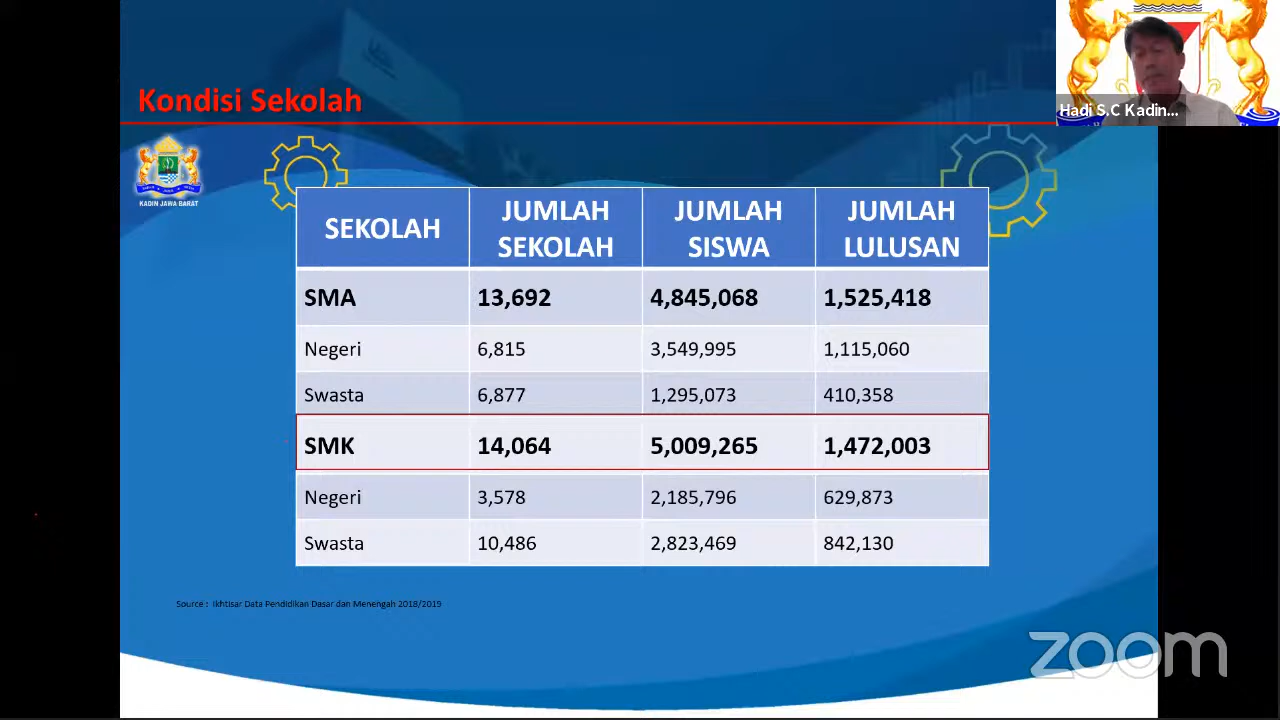 Kondisi Sekolah
Hadi S.C Kadin...
KADIN JAWA BARAT
SEKOLAH JUMLAH SEKOLAH JUMLAH SISWA JUMLAH LULUSAN
SMA 13,692 4,845,068 1,525,418
Negeri 6,815 3,549,995 1,115,060
Swasta 6,877 1,295,073 410,358
SMK 14,064 5,009,265 1,472,003
Negeri 3,578 2,185,796 629,873
Swasta 10,486 2,823,469 842,130
Source : Ikhtisar Data Pendidikan Dasar dan Menengah 2018/2019
zoom